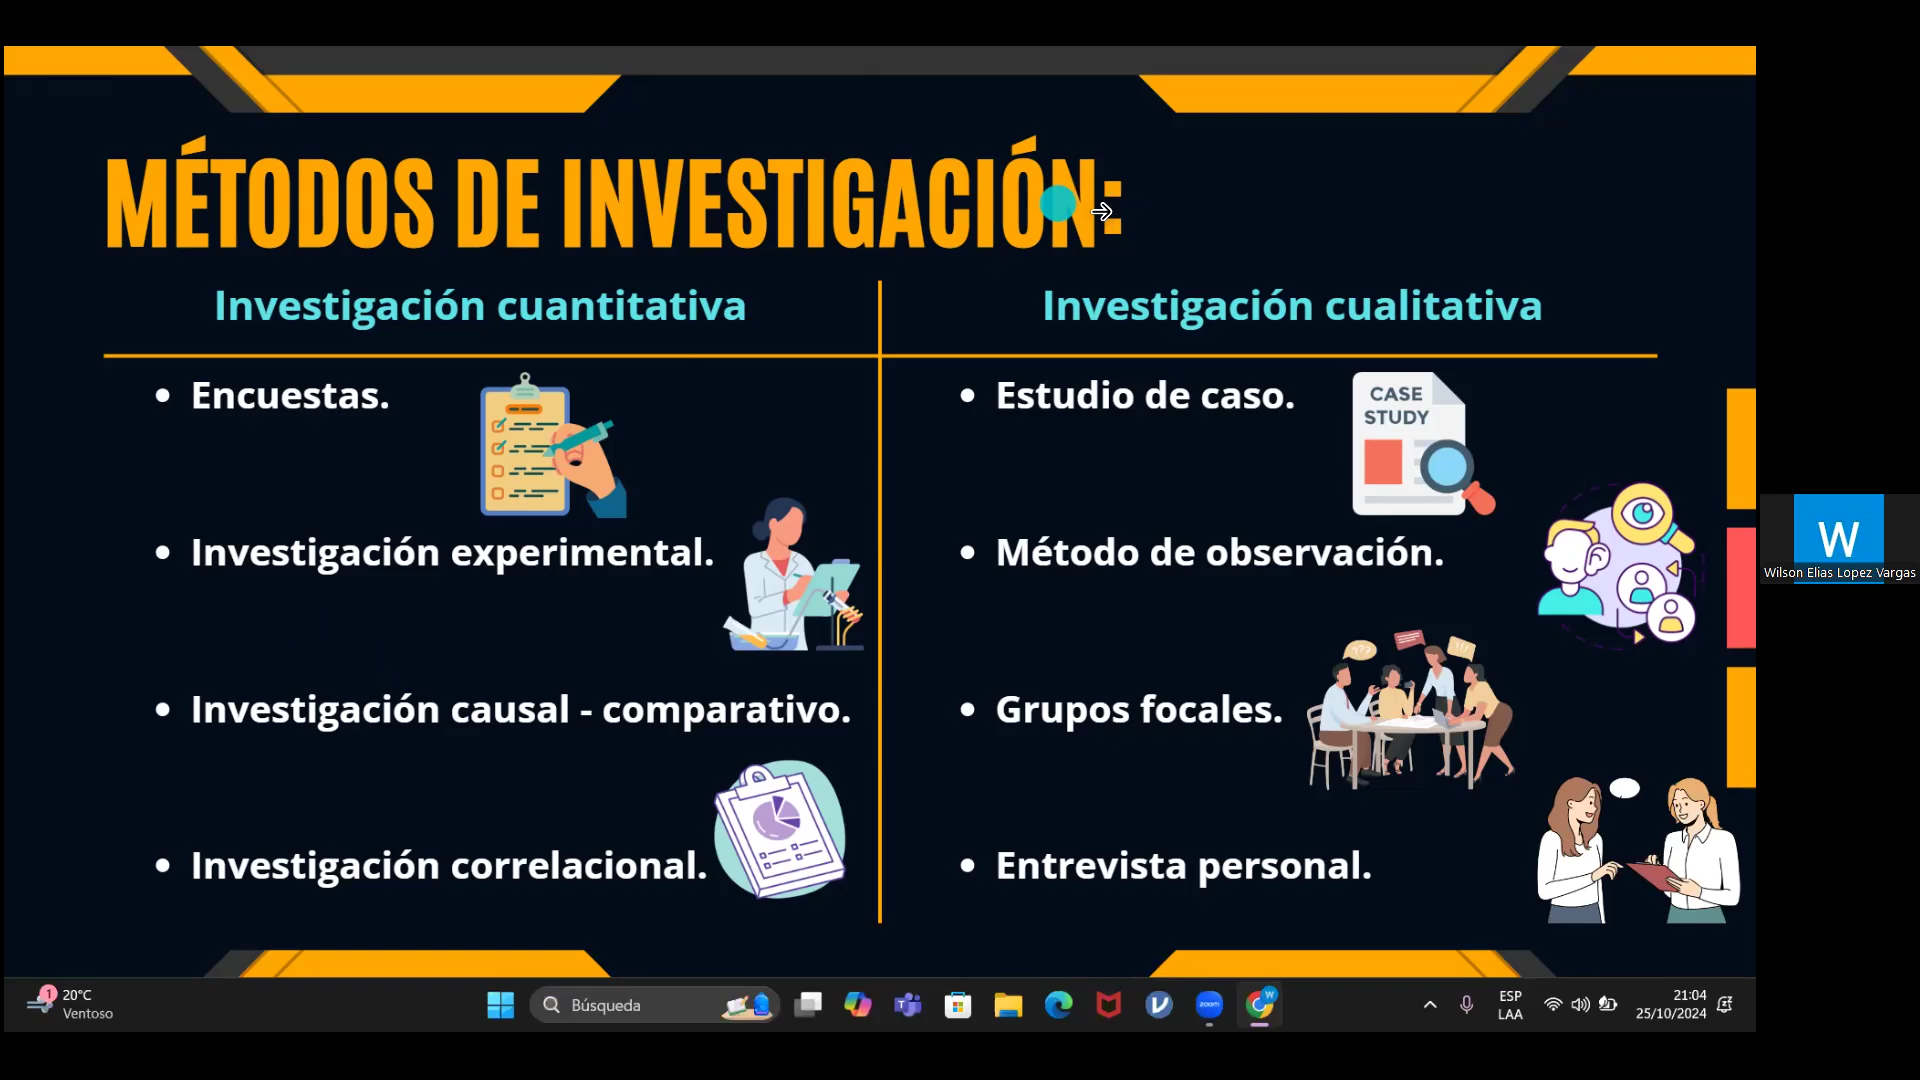 MÉTODOS DE INVESTIGACIÓN:
Investigación cuantitativa
Investigación cualitativa
• Encuestas.
• Investigación experimental.
• Investigación causal - comparativo.
• Investigación correlacional.
• Estudio de caso.
CASE
STUDY
• Método de observación.
• Grupos focales.
• Entrevista personal.
W
Wilson Elias Lopez Vargas
1
20°C
Ventoso
Búsqueda
zoom
W
ESP
LAA
21:04
25/10/2024